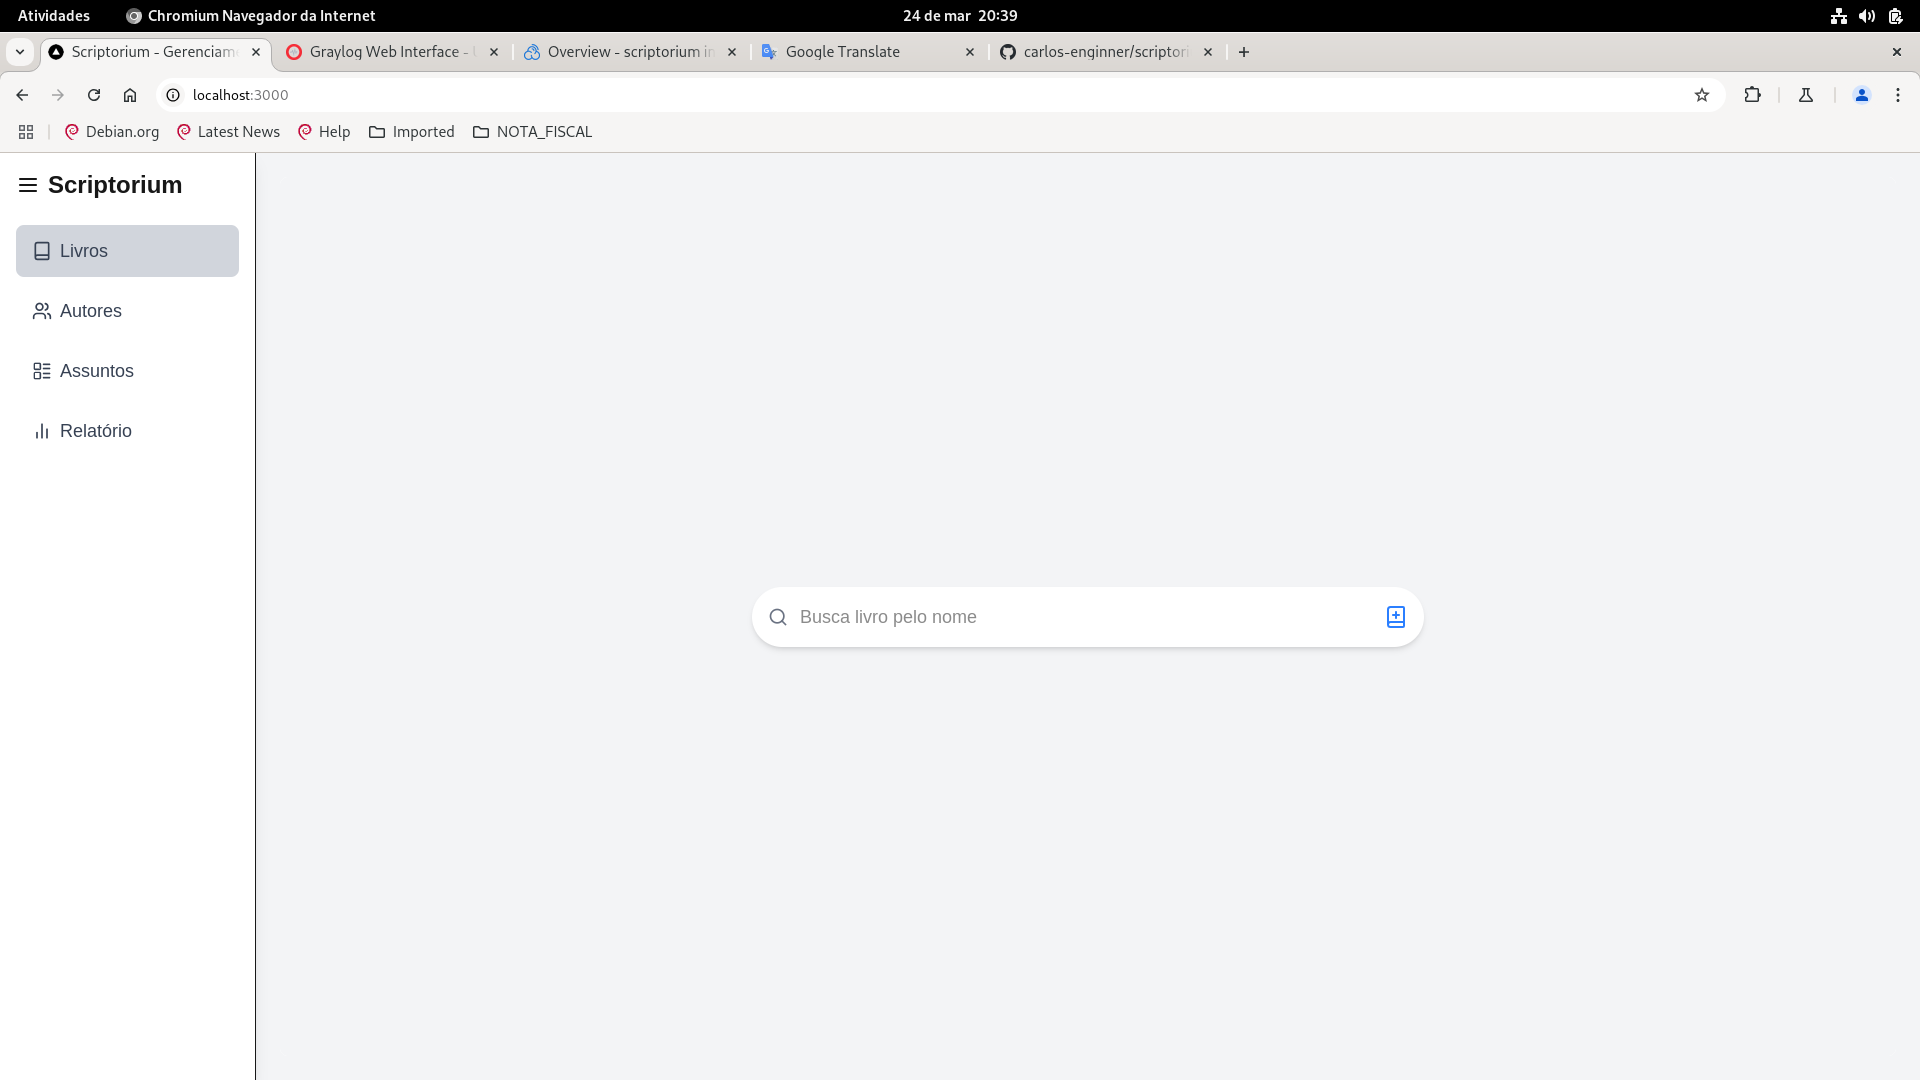 Atividades Chromium Navegador da Internet 24 de mar 20:39
Scriptorium - Gerenciam Graylog Web Interface - Overview - scriptorium in Google Translate carlos-enginner/scriptori
localhost:3000
Debian.org Latest News Help Imported NOTA_FISCAL
Scriptorium
Livros
Autores
Assuntos
Relatório
Busca livro pelo nome